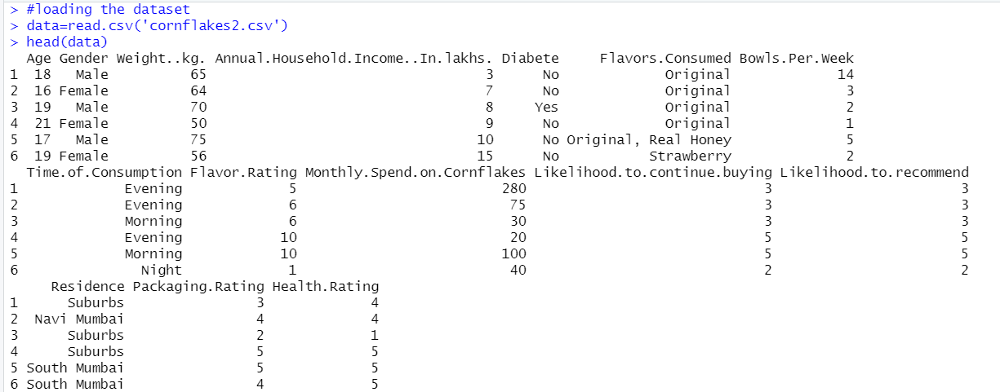 > #loading the dataset
> data=read.csv('cornflakes2.csv')
> head(data)
  Age Gender Weight..kg. Annual.Household.Income..In.lakhs. Diabete     Flavors.Consumed Bowls.Per.Week
1  18   Male          65                                  3      No             Original             14
2  16 Female          64                                  7      No             Original              3
3  19   Male          70                                  8     Yes             Original              2
4  21 Female          50                                  9      No             Original              1
5  17   Male          75                                 10      No Original, Real Honey              5
6  19 Female          56                                 15      No           Strawberry              2
  Time.of.Consumption Flavor.Rating Monthly.Spend.on.Cornflakes Likelihood.to.continue.buying Likelihood.to.recommend
1             Evening             5                         280                             3                       3
2             Evening             6                          75                             3                       3
3             Morning             6                          30                             3                       3
4             Evening            10                          20                             5                       5
5             Morning            10                         100                             5                       5
6               Night             1                          40                             2                       2
     Residence Packaging.Rating Health.Rating
1      Suburbs                3             4
2  Navi Mumbai                4             4
3      Suburbs                2             1
4      Suburbs                5             5
5 South Mumbai                5             5
6 South Mumbai                4             5